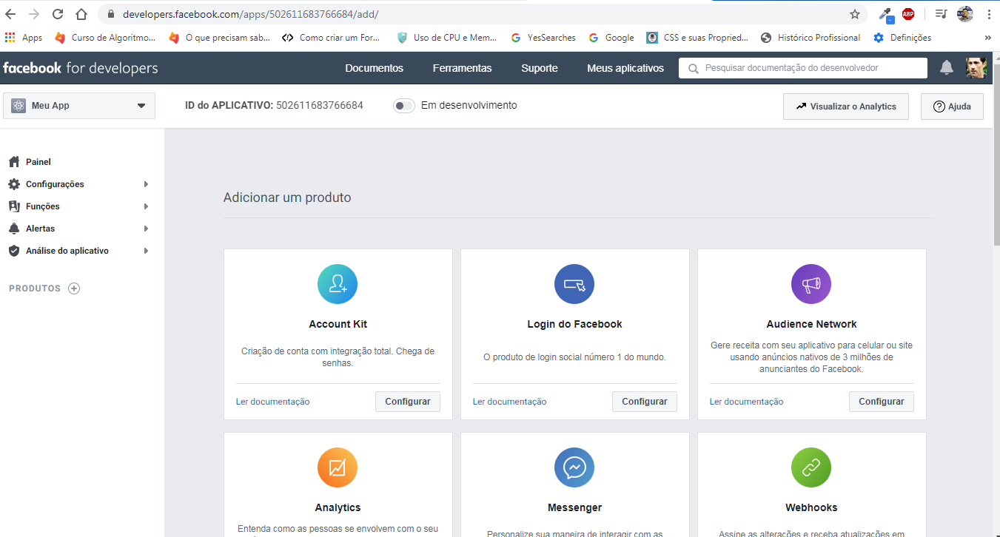 developers.facebook.com/apps/502611683766684/add/
ABP
Apps
Curso de Algoritmo...
O que precisam sab...
Como criar um For...
Uso de CPU e Mem...
YesSearches
Google
CSS e suas Propried...
Histórico Profissional
Definições
»
facebook for developers
Documentos
Ferramentas
Suporte
Meus aplicativos
Pesquisar documentação do desenvolvedor
Meu App
ID do APLICATIVO: 502611683766684
Em desenvolvimento
Visualizar o Analytics
Ajuda
Painel
Configurações
Funções
Alertas
Análise do aplicativo
PRODUTOS
Adicionar um produto
Account Kit
Criação de conta com integração total. Chega de
senhas.
Ler documentação
Configurar
Login do Facebook
O produto de login social número 1 do mundo.
Ler documentação
Configurar
Audience Network
Gere receita com seu aplicativo para celular ou site
usando anúncios nativos de 3 milhões de
anunciantes do Facebook.
Ler documentação
Configurar
Analytics
Entenda como as pessoas se envolvem com o seu
Messenger
Personalize sua maneira de interagir com as
Webhooks
Assine as alterações e receba atualizações em